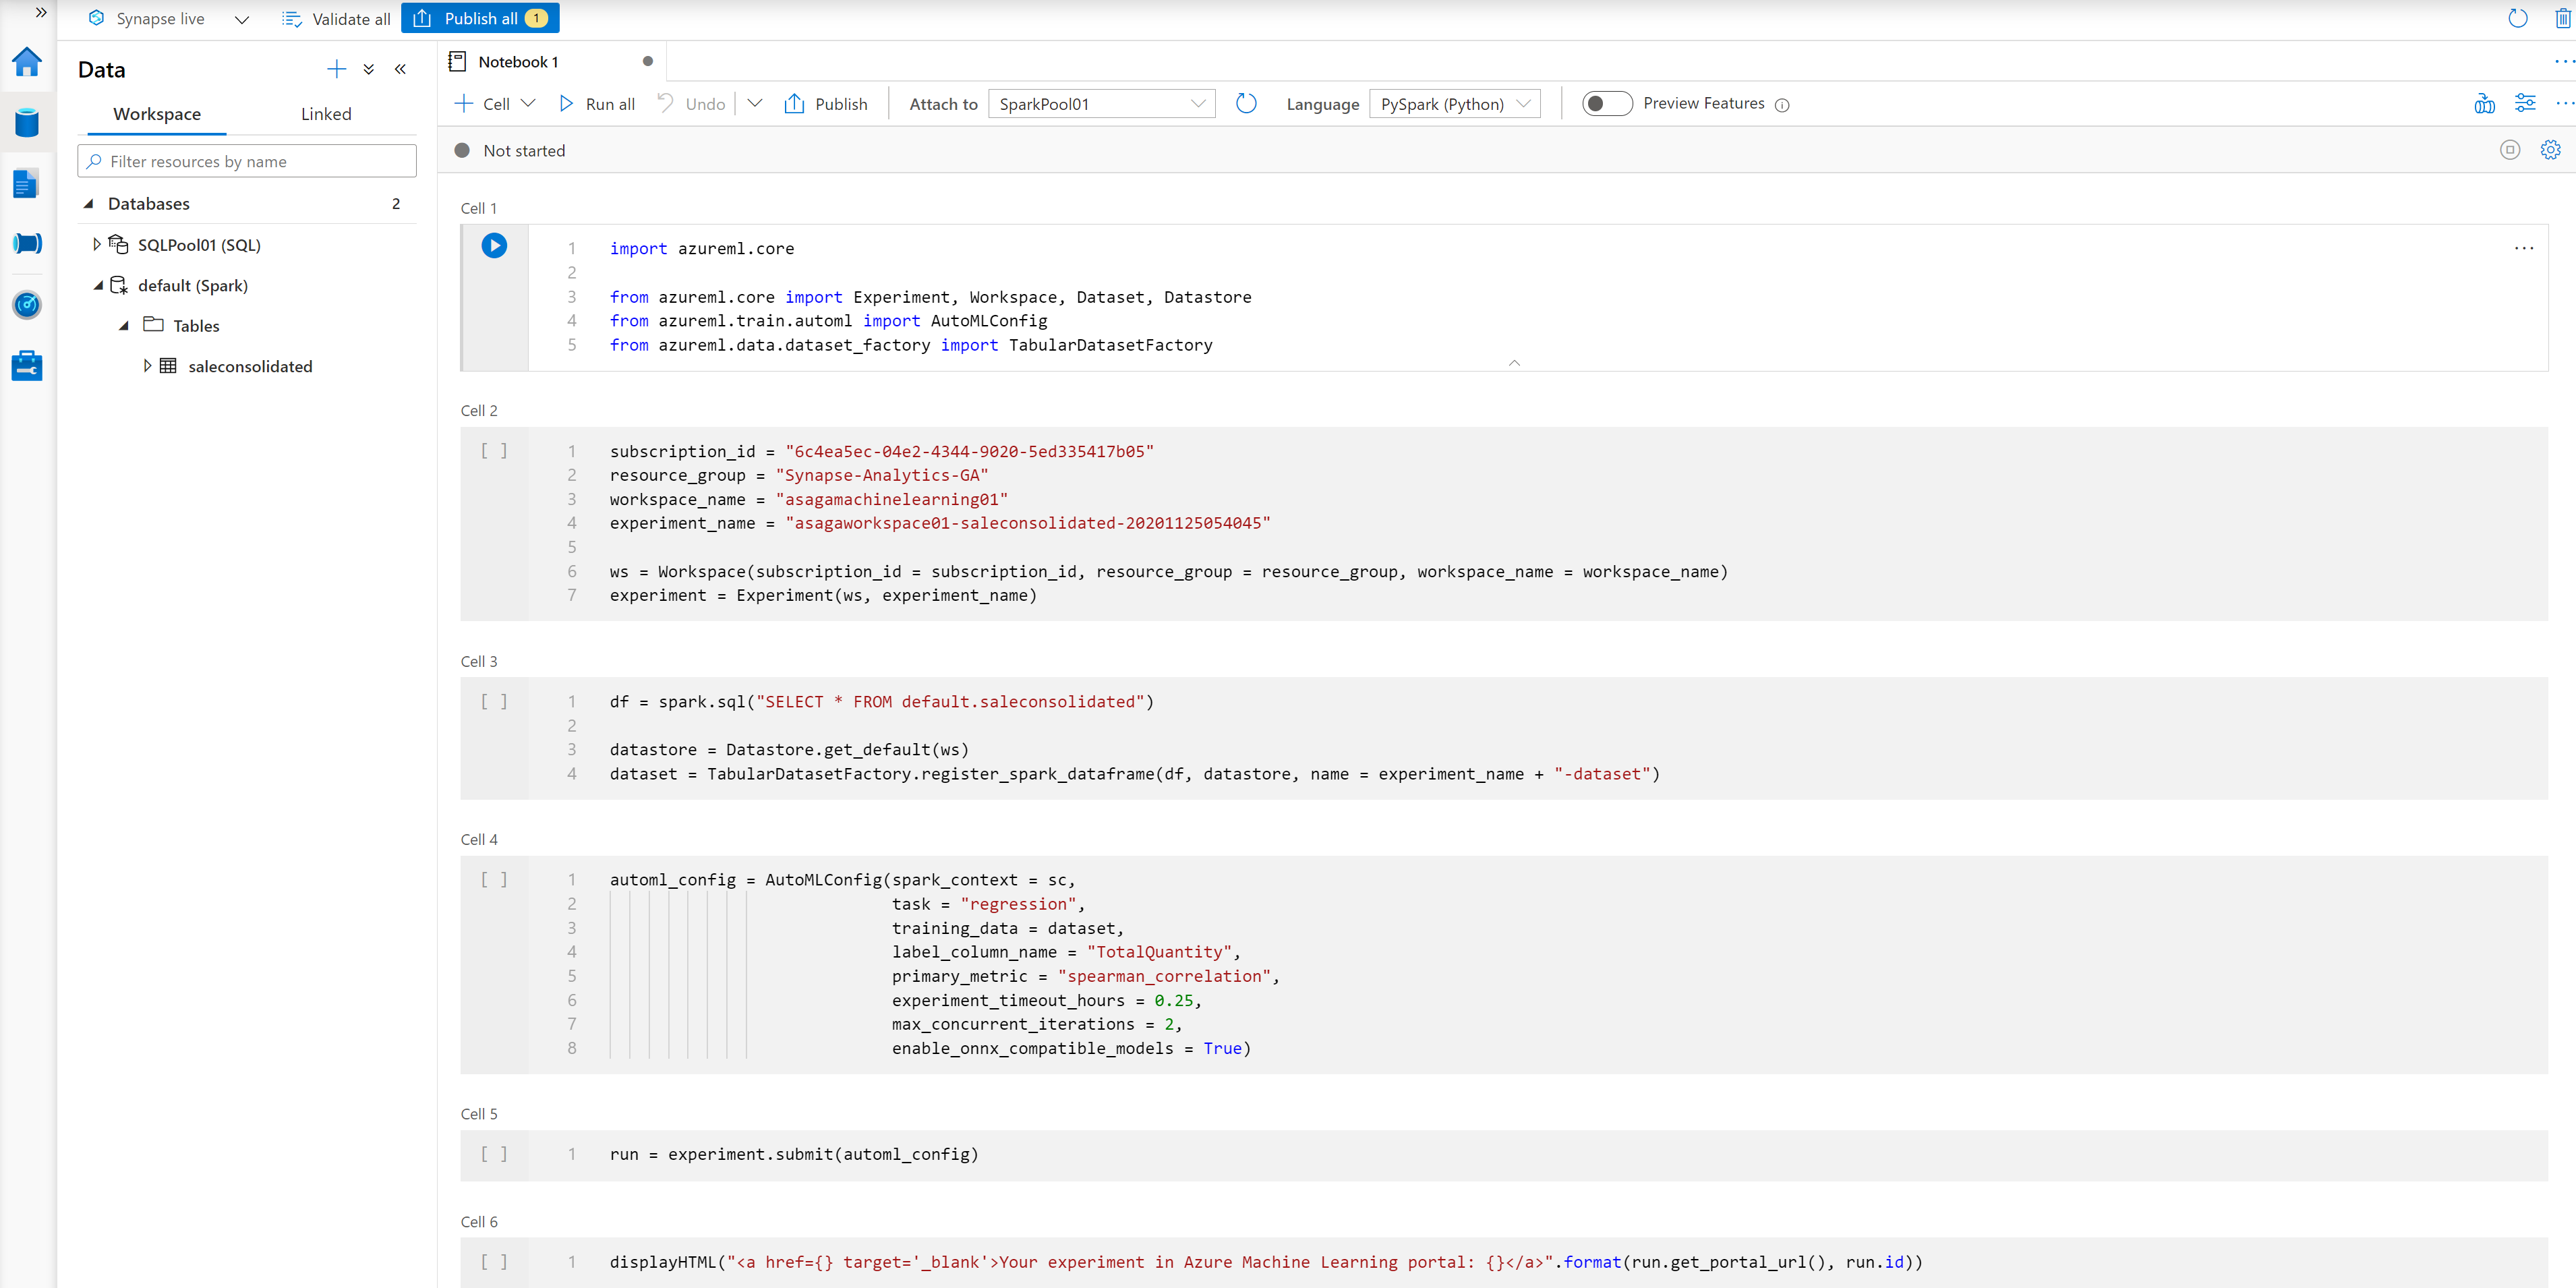 Synapse live
Validate all
Publish all 1
Data
Workspace
Linked
Filter resources by name
Databases 2
SQLPool01 (SQL)
default (Spark)
Tables
saleconsolidated
Notebook 1
Cell
Run all
Undo
Publish
Attach to SparkPool01
Language PySpark (Python)
Preview Features
Not started
Cell 1
1 import azureml.core
2
3 from azureml.core import Experiment, Workspace, Dataset, Datastore
4 from azureml.train.automl import AutoMLConfig
5 from azureml.data.dataset_factory import TabularDatasetFactory
Cell 2
[ ]
1 subscription_id = "6c4ea5ec-04e2-4344-9020-5ed335417b05"
2 resource_group = "Synapse-Analytics-GA"
3 workspace_name = "asagamachinelearning01"
4 experiment_name = "asagaworkspace01-saleconsolidated-20201125054045"
5
6 ws = Workspace(subscription_id = subscription_id, resource_group = resource_group, workspace_name = workspace_name)
7 experiment = Experiment(ws, experiment_name)
Cell 3
[ ]
1 df = spark.sql("SELECT * FROM default.saleconsolidated")
2
3 datastore = Datastore.get_default(ws)
4 dataset = TabularDatasetFactory.register_spark_dataframe(df, datastore, name = experiment_name + "-dataset")
Cell 4
[ ]
1 automl_config = AutoMLConfig(spark_context = sc,
2 task = "regression",
3 training_data = dataset,
4 label_column_name = "TotalQuantity",
5 primary_metric = "spearman_correlation",
6 experiment_timeout_hours = 0.25,
7 max_concurrent_iterations = 2,
8 enable_onnx_compatible_models = True)
Cell 5
[ ]
1 run = experiment.submit(automl_config)
Cell 6
[ ]
1 displayHTML("<a href={} target='_blank'>Your experiment in Azure Machine Learning portal: {}</a>".format(run.get_portal_url(), run.id))